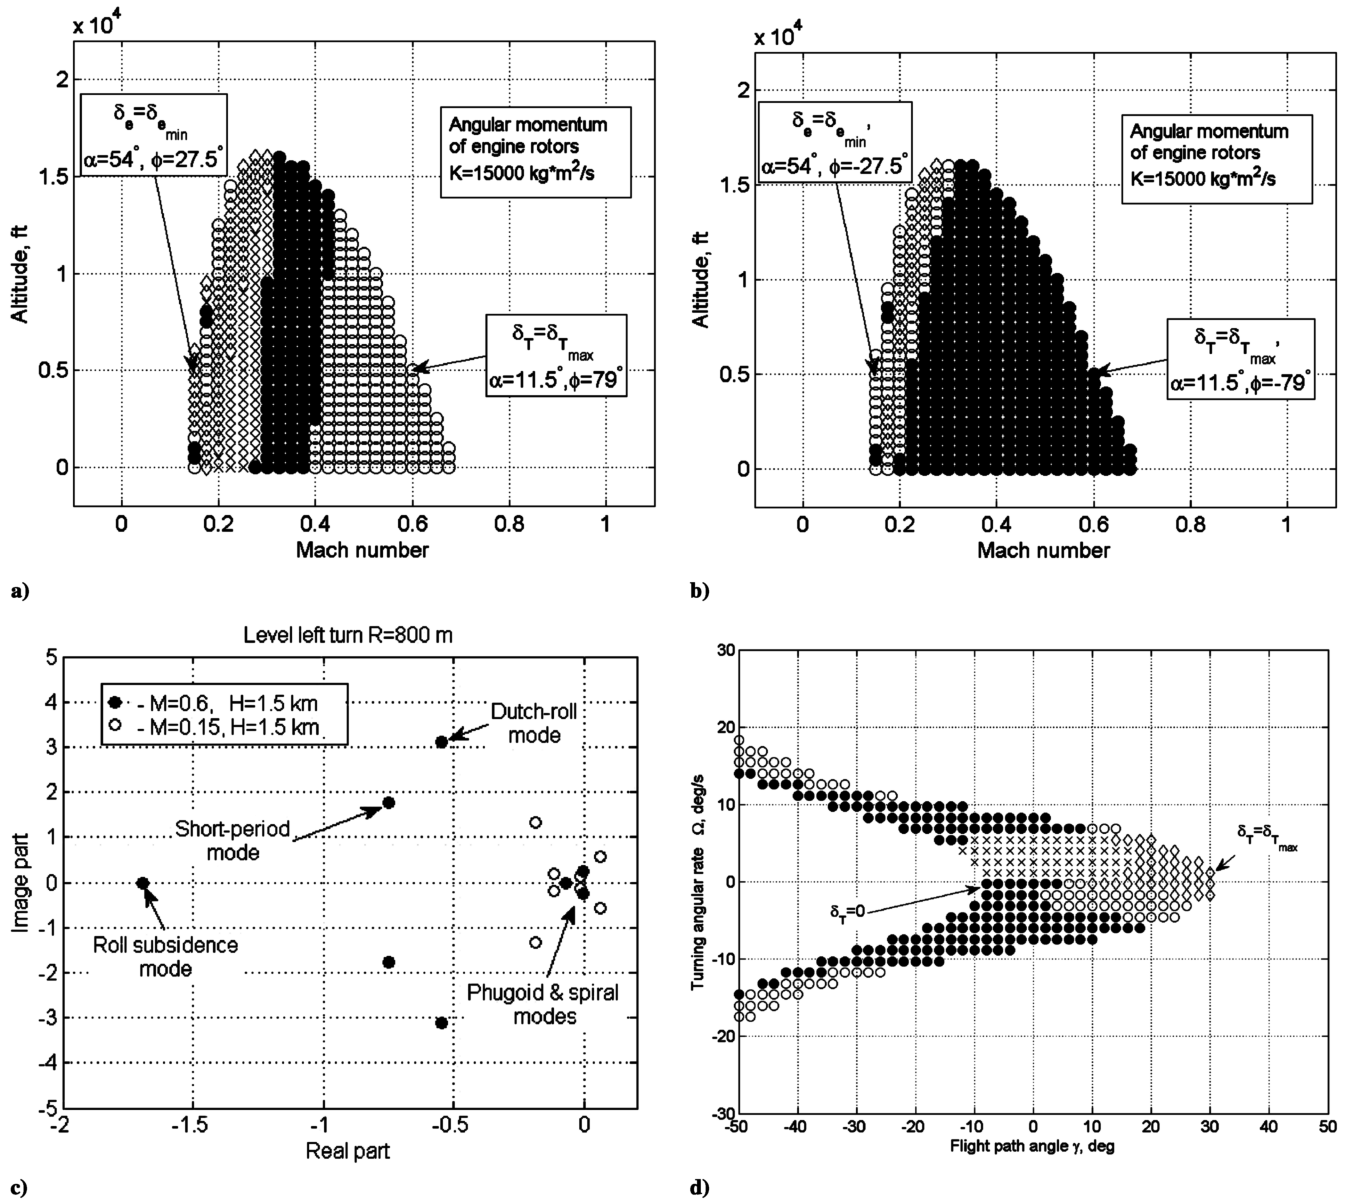 x 10⁴
2
1.5
1
0.5
0
0
0.2
0.4
0.6
0.8
1
Altitude, ft
Mach number
δe=δemin
α=54°, ϕ=27.5°
Angular momentum
of engine rotors
K=15000 kg*m²/s
δT=δTmax
α=11.5°,ϕ=79°
a)
x 10⁴
2
1.5
1
0.5
0
0
0.2
0.4
0.6
0.8
1
Altitude, ft
Mach number
δe=δemin,
α=54°, ϕ=-27.5°
Angular momentum
of engine rotors
K=15000 kg*m²/s
δT=δTmax,
α=11.5°,ϕ=-79°
b)
Level left turn R=800 m
5
4
3
2
1
0
-1
-2
-3
-4
-5
-2
-1.5
-1
-0.5
0
Image part
Real part
- M=0.6, H=1.5 km
- M=0.15, H=1.5 km
Dutch-roll
mode
Short-period
mode
Roll subsidence
mode
Phugoid & spiral
modes
c)
30
20
10
0
-10
-20
-30
-50
-40
-30
-20
-10
0
10
20
30
40
50
Turning angular rate Ω, deg/s
Flight path angle γ, deg
δT=δTmax
δT=0
d)